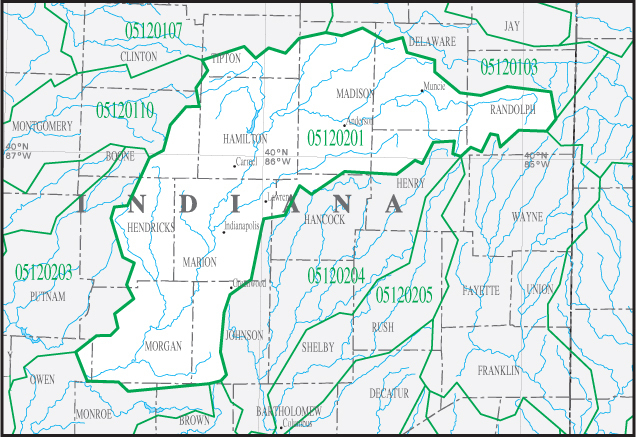 JAY
05120107
DELAWARE
CLINTON
TIPTON
05120103
Muncie
MADISON
05120110
RANDOLPH
Anderson
MONTGOMERY
HAMILTON
05120201
40°N
87°W
BOONE
40°N
86°W
40°N
85°W
Carmel
HENRY
Lawrence
INDIANA
HANCOCK
WAYNE
HENDRICKS
Indianapolis
MARION
05120203
05120204
Greenwood
PUTNAM
05120205
FAYETTE
UNION
RUSH
JOHNSON
MORGAN
SHELBY
FRANKLIN
OWEN
DECATUR
MONROE
BARTHOLOMEW
BROWN
Columbus